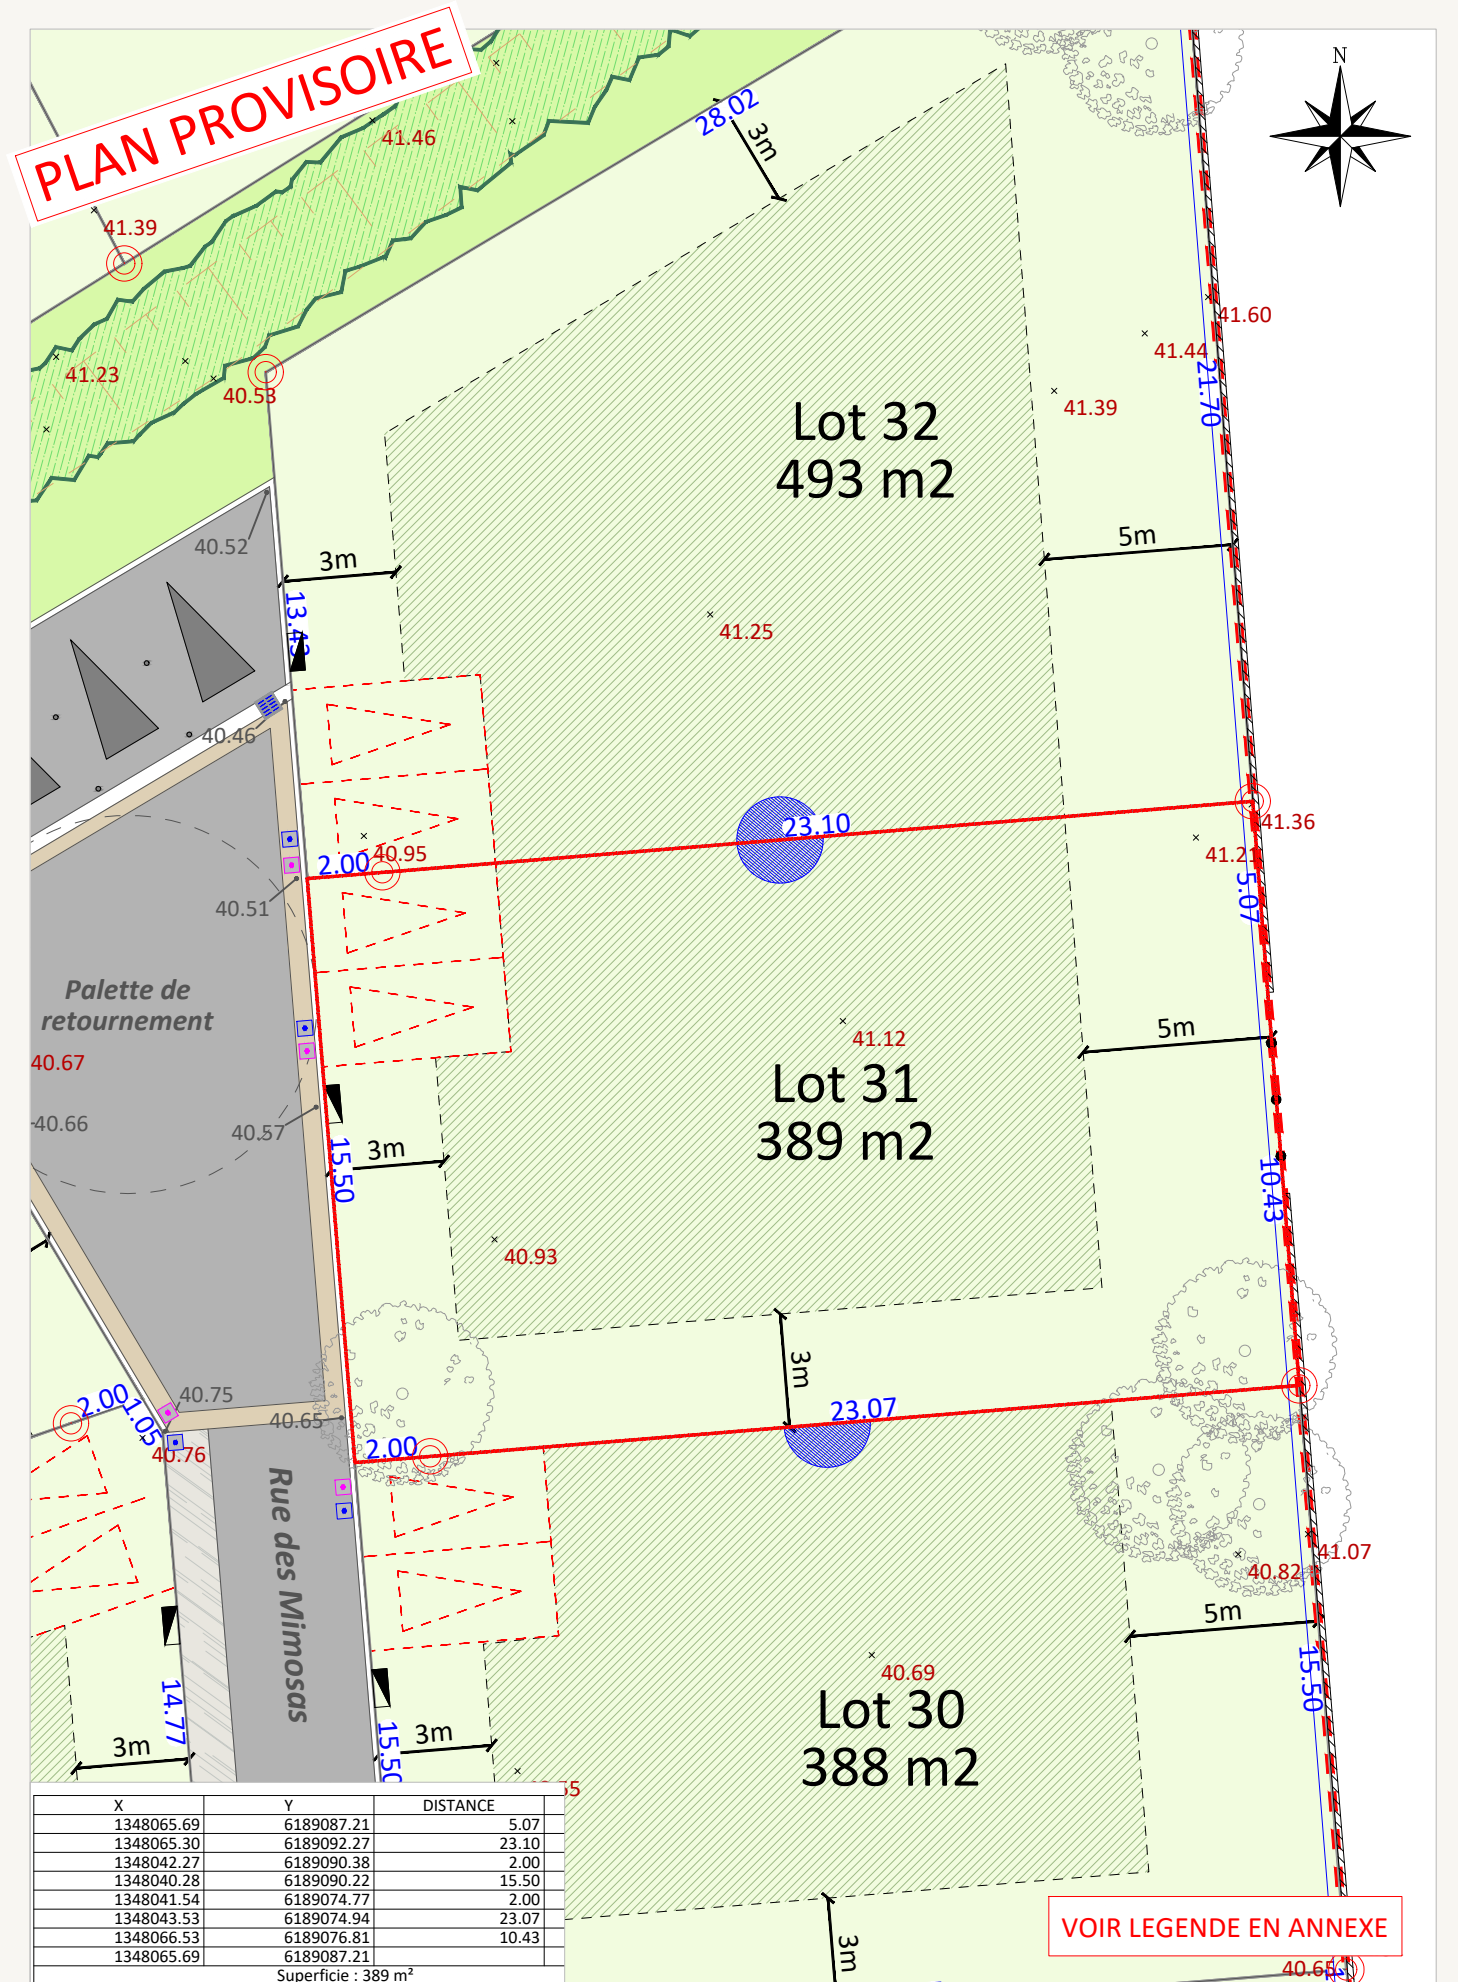 PLAN PROVISOIRE
N
28.02
3m
41.46
41.39
41.23
40.53
41.60
41.44
41.39
21.70
Lot 32
493 m2
40.52
3m
5m
13.43
41.25
40.46
23.10
2.00
40.95
41.36
41.21
5.07
40.51
Palette de
retournement
40.67
40.66
40.57
41.12
5m
Lot 31
389 m2
3m
15.50
10.43
40.93
3m
23.07
2.00
40.75
40.65
2.00
1.05
40.76
Rue des Mimosas
41.07
40.82
5m
15.50
40.69
Lot 30
388 m2
14.77
3m
15.50
3m
X Y DISTANCE
1348065.69 6189087.21 5.07
1348065.30 6189092.27 23.10
1348042.27 6189090.38 2.00
1348040.28 6189090.22 15.50
1348041.54 6189074.77 2.00
1348043.53 6189074.94 23.07
1348066.53 6189076.81 10.43
1348065.69 6189087.21
Superficie : 389 m²
3m
VOIR LEGENDE EN ANNEXE
40.65